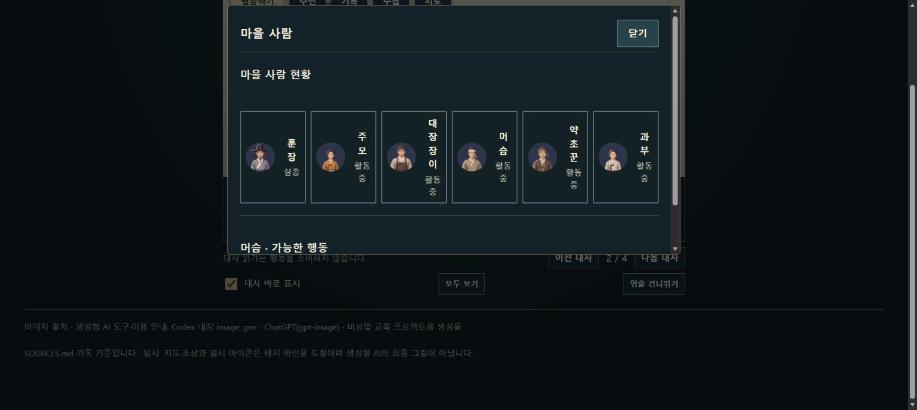 마을 사람
닫기
마을 사람 현황
훈장
실종
주모
활동중
대장장이
활동중
머슴
활동중
약초꾼
활동중
과부
활동중
머슴 · 가능한 행동
대사 읽기는 행동을 소비하지 않습니다.
이전 대사
2 / 4
다음 대사
대사 바로 표시
모두 보기
연출 건너뛰기
이미지 출처 · 생성형 AI 도구·이용 안내: Codex 내장 image_gen · ChatGPT(gpt-image) · 비상업 교육 프로젝트용 생성물
SOURCES.md 기록 기준입니다. '임시' 지도·초상과 임시 아이콘은 배치 확인용 도형이며 생성형 AI의 최종 그림이 아닙니다.